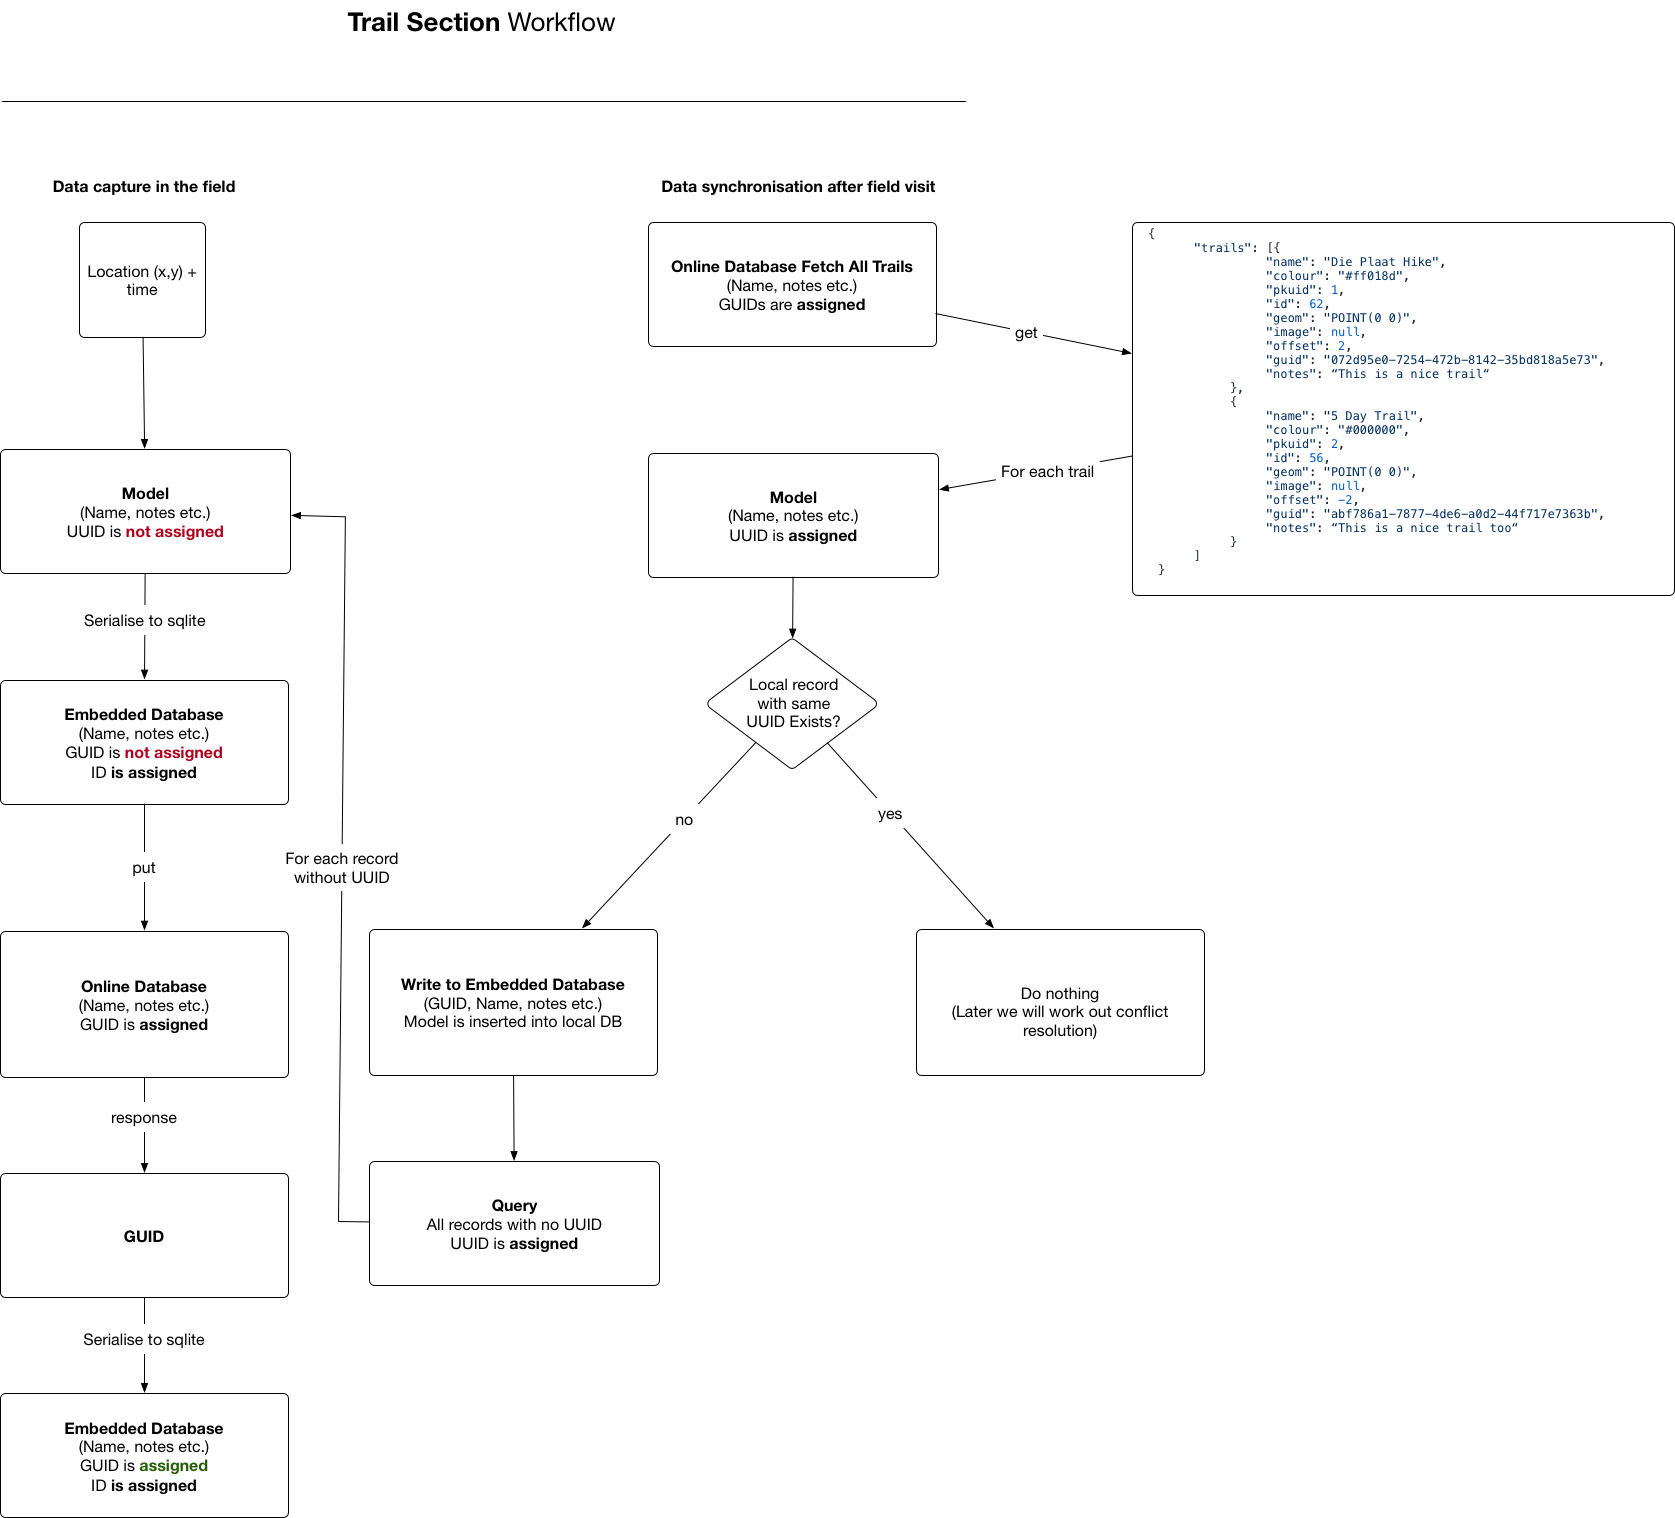 Trail Section Workflow
Data capture in the field
Location (x,y) +
time
Model
(Name, notes etc.)
UUID is not assigned
Serialise to sqlite
Embedded Database
(Name, notes etc.)
GUID is not assigned
ID is assigned
put
Online Database
(Name, notes etc.)
GUID is assigned
response
GUID
Serialise to sqlite
Embedded Database
(Name, notes etc.)
GUID is assigned
ID is assigned
For each record
without UUID
Data synchronisation after field visit
Online Database Fetch All Trails
(Name, notes etc.)
GUIDs are assigned
get
{
"trails": [{
"name": "Die Plaat Hike",
"colour": "#ff018d",
"pkuid": 1,
"id": 62,
"geom": "POINT(0 0)",
"image": null,
"offset": 2,
"guid": "072d95e0-7254-472b-8142-35bd818a5e73",
"notes": “This is a nice trail“
},
{
"name": "5 Day Trail",
"colour": "#000000",
"pkuid": 2,
"id": 56,
"geom": "POINT(0 0)",
"image": null,
"offset": -2,
"guid": "abf786a1-7877-4de6-a0d2-44f717e7363b",
"notes": “This is a nice trail too“
}
]
}
For each trail
Model
(Name, notes etc.)
UUID is assigned
Local record
with same
UUID Exists?
no
yes
Write to Embedded Database
(GUID, Name, notes etc.)
Model is inserted into local DB
Do nothing
(Later we will work out conflict
resolution)
Query
All records with no UUID
UUID is assigned